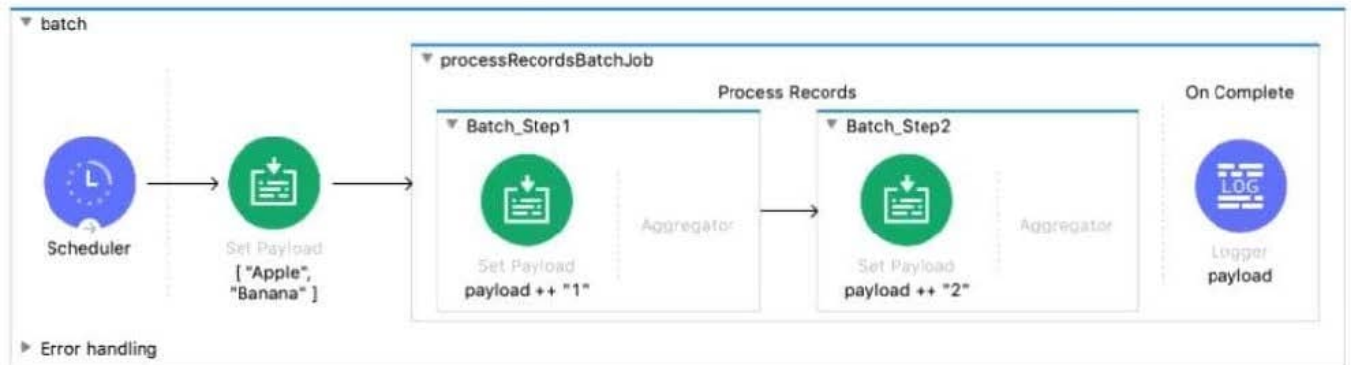 batch
processRecordsBatchJob
Process Records
On Complete
Batch_Step1
Batch_Step2
LOG
Aggregator
Aggregator
Scheduler
Set Payload
[ "Apple",
"Banana" ]
Set Payload
payload ++ "1"
Set Payload
payload ++ "2"
Logger
payload
Error handling